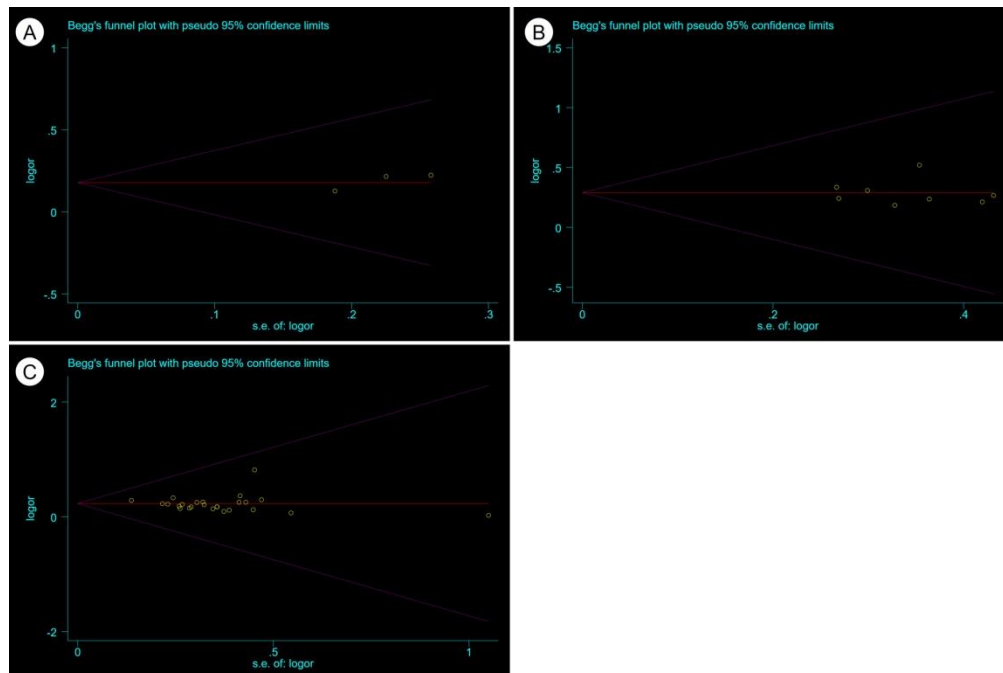 A
Begg's funnel plot with pseudo 95% confidence limits
logor
1
.5
0
-.5
0
.1
.2
.3
s.e. of: logor
B
Begg's funnel plot with pseudo 95% confidence limits
logor
1.5
1
.5
0
-.5
0
.2
.4
s.e. of: logor
C
Begg's funnel plot with pseudo 95% confidence limits
logor
2
0
-2
0
.5
1
s.e. of: logor